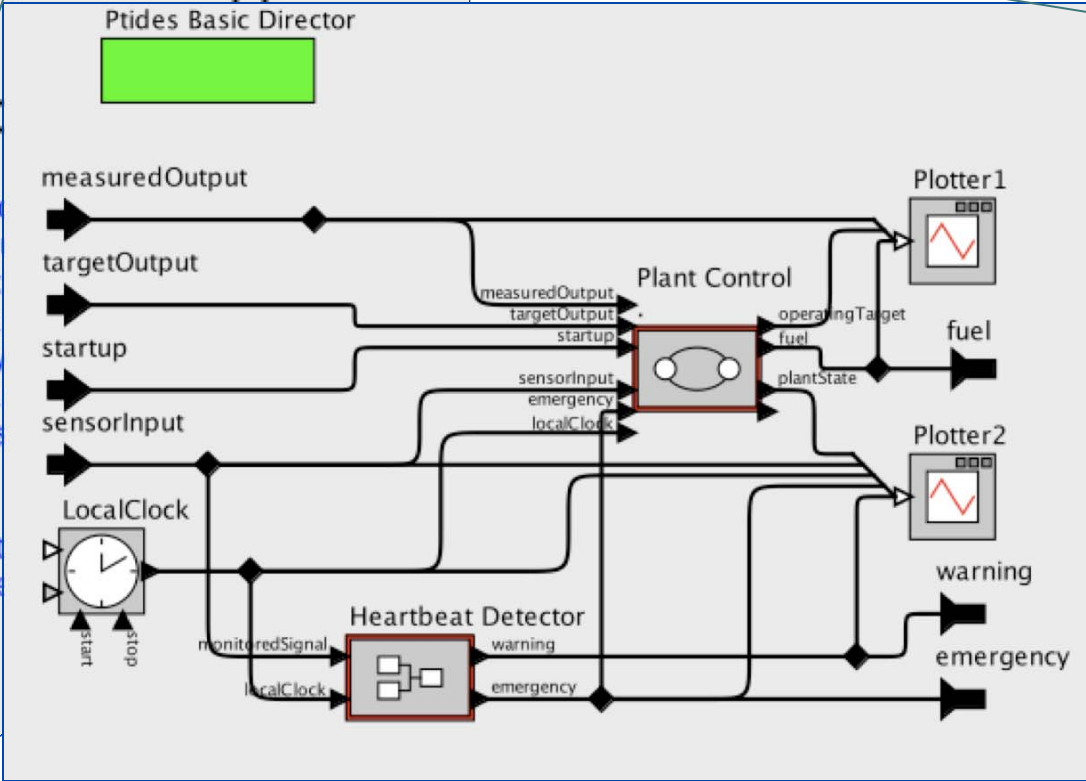 Ptides Basic Director
measuredOutput
Plotter1
targetOutput
Plant Control
measuredOutput
targetOutput
operatingTarget
startup
startup
fuel
fuel
sensorInput
plantState
emergency
sensorInput
localClock
Plotter2
LocalClock
warning
Heartbeat Detector
start
stop
monitoredSignal
warning
emergency
localClock
emergency